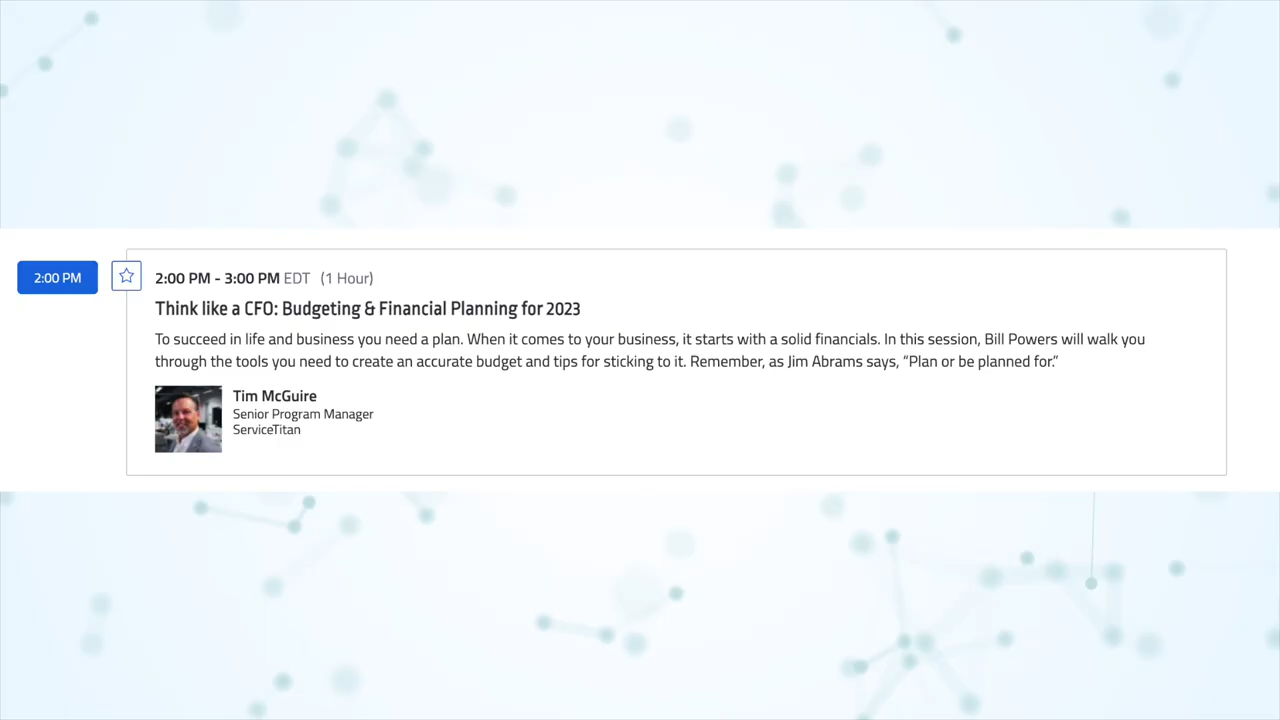 2:00 PM
2:00 PM - 3:00 PM EDT (1 Hour)
Think like a CFO: Budgeting & Financial Planning for 2023
To succeed in life and business you need a plan. When it comes to your business, it starts with a solid financials. In this session, Bill Powers will walk you
through the tools you need to create an accurate budget and tips for sticking to it. Remember, as Jim Abrams says, “Plan or be planned for.”
Tim McGuire
Senior Program Manager
ServiceTitan